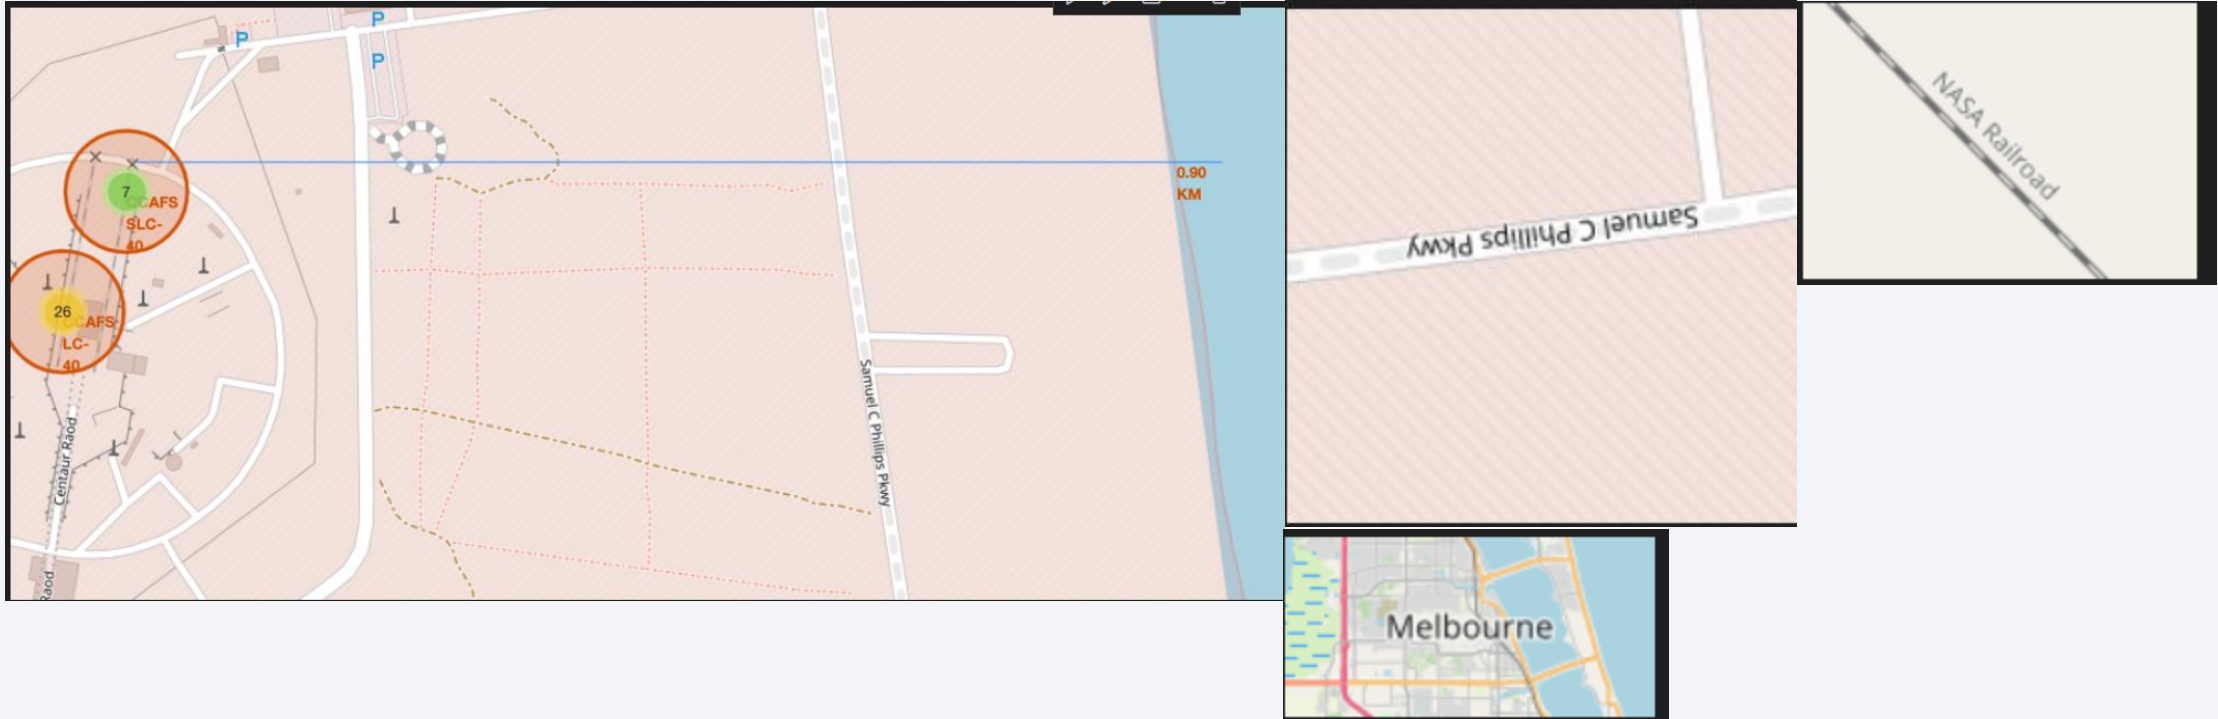 P
P
P
7
CCAFS
SLC-
40
26
CCAFS
LC-
40
0.90
KM
Centaur Raod
Raod
Samuel C Phillips Pkwy
Samuel C Phillips Pkwy
NASA Railroad
Melbourne